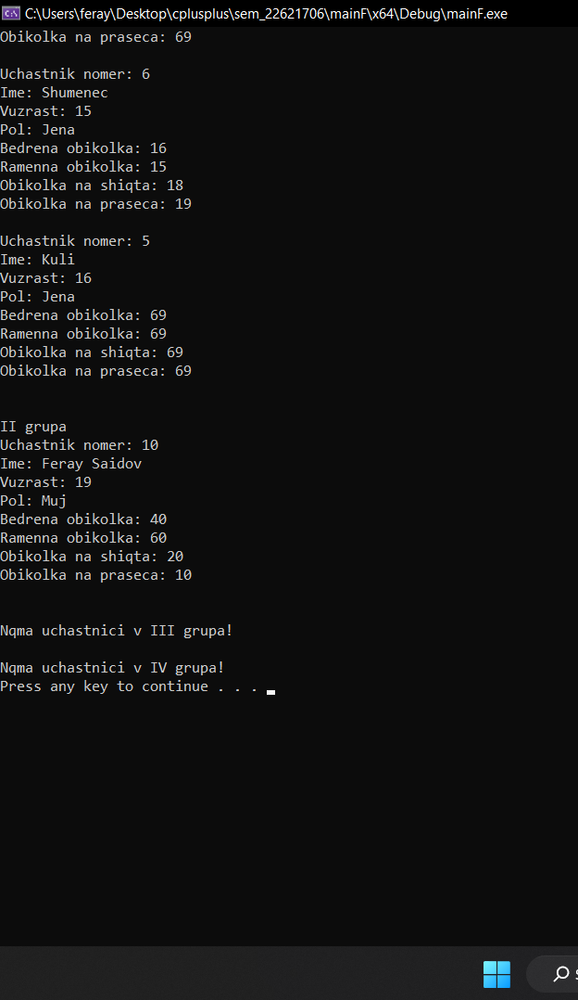 C:\Users\feray\Desktop\cplusplus\sem_22621706\mainF\x64\Debug\mainF.exe
Obikolka na praseca: 69
Uchastnik nomer: 6
Ime: Shumenec
Vuzrast: 15
Pol: Jena
Bedrena obikolka: 16
Ramenna obikolka: 15
Obikolka na shiqta: 18
Obikolka na praseca: 19
Uchastnik nomer: 5
Ime: Kuli
Vuzrast: 16
Pol: Jena
Bedrena obikolka: 69
Ramenna obikolka: 69
Obikolka na shiqta: 69
Obikolka na praseca: 69
II grupa
Uchastnik nomer: 10
Ime: Feray Saidov
Vuzrast: 19
Pol: Muj
Bedrena obikolka: 40
Ramenna obikolka: 60
Obikolka na shiqta: 20
Obikolka na praseca: 10
Nqma uchastnici v III grupa!
Nqma uchastnici v IV grupa!
Press any key to continue . . .